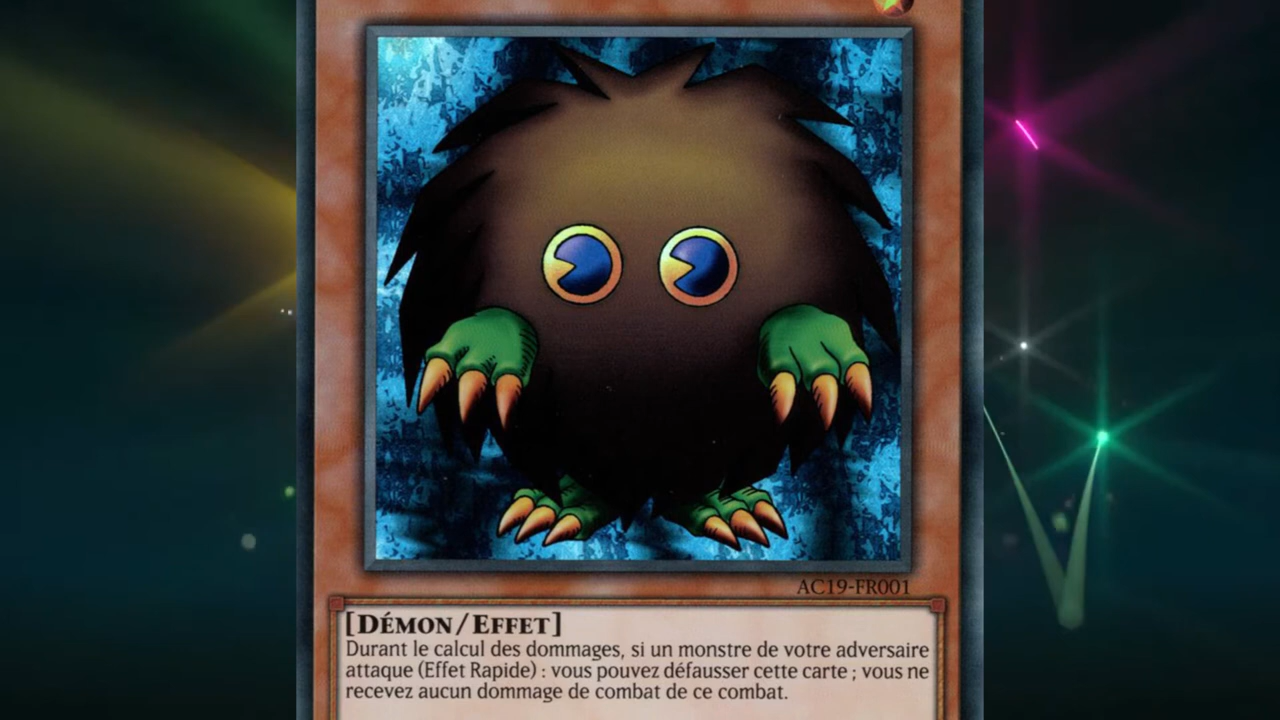 AC19-FR001
[DÉMON/EFFET]
Durant le calcul des dommages, si un monstre de votre adversaire
attaque (Effet Rapide) : vous pouvez défausser cette carte ; vous ne
recevez aucun dommage de combat de ce combat.